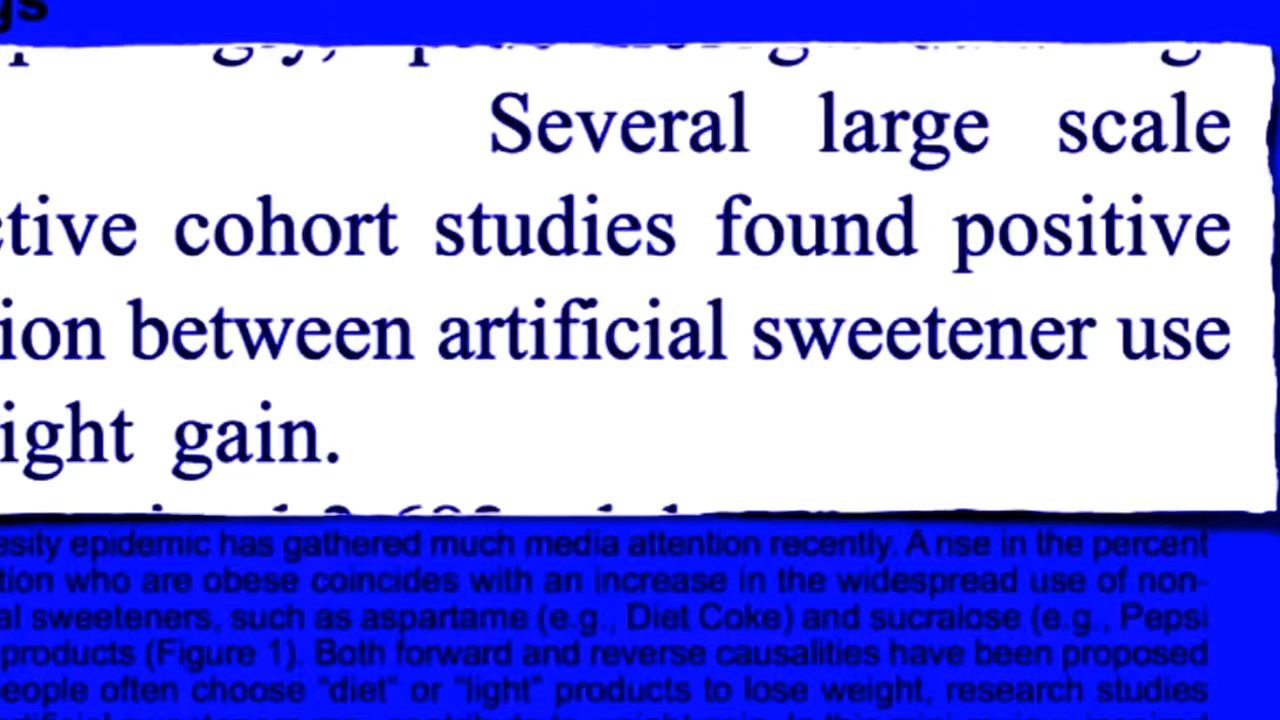 gs
Several large scale
ctive cohort studies found positive
ion between artificial sweetener use
ight gain.
esity epidemic has gathered much media attention recently. A rise in the percent
tion who are obese coincides with an increase in the widespread use of non-
al sweeteners, such as aspartame (e.g., Diet Coke) and sucralose (e.g., Pepsi
products (Figure 1). Both forward and reverse causalities have been proposed
eople often choose "diet" or "light" products to lose weight, research studies